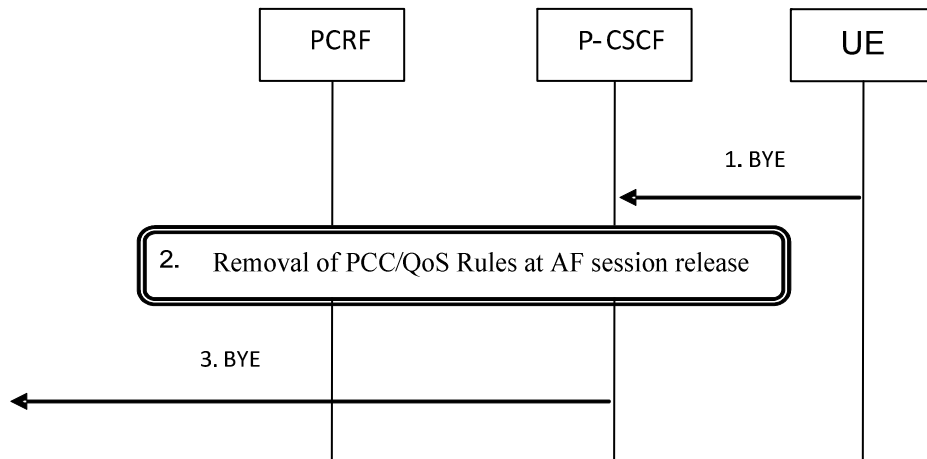 PCRF
P-CSCF
UE
1. BYE
2. Removal of PCC/QoS Rules at AF session release
3. BYE